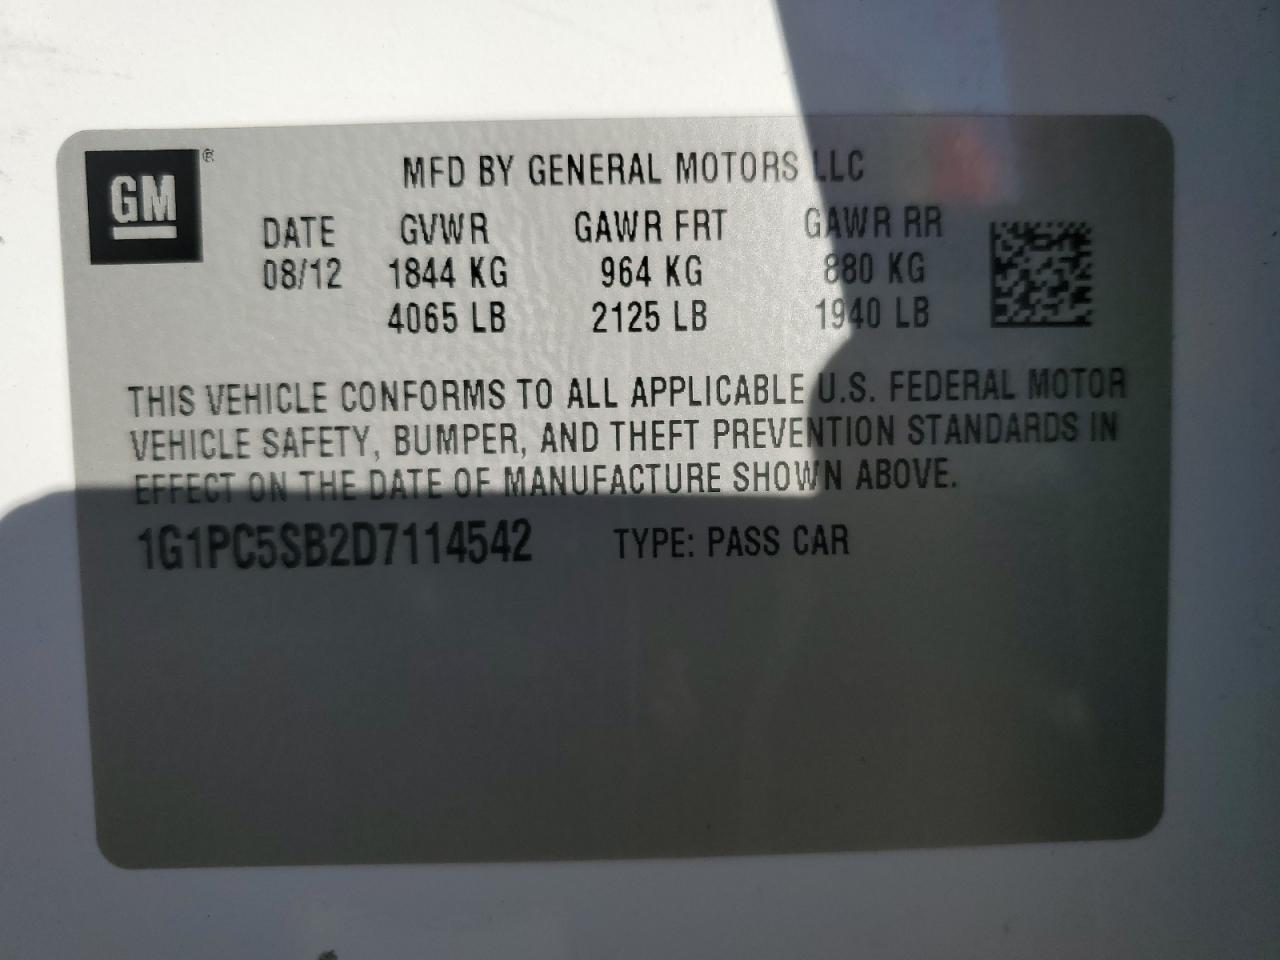 GM ®
MFD BY GENERAL MOTORS LLC
DATE GVWR GAWR FRT GAWR RR
08/12 1844 KG 964 KG 880 KG
4065 LB 2125 LB 1940 LB
THIS VEHICLE CONFORMS TO ALL APPLICABLE U.S. FEDERAL MOTOR
VEHICLE SAFETY, BUMPER, AND THEFT PREVENTION STANDARDS IN
EFFECT ON THE DATE OF MANUFACTURE SHOWN ABOVE.
1G1PC5SB2D7114542 TYPE: PASS CAR